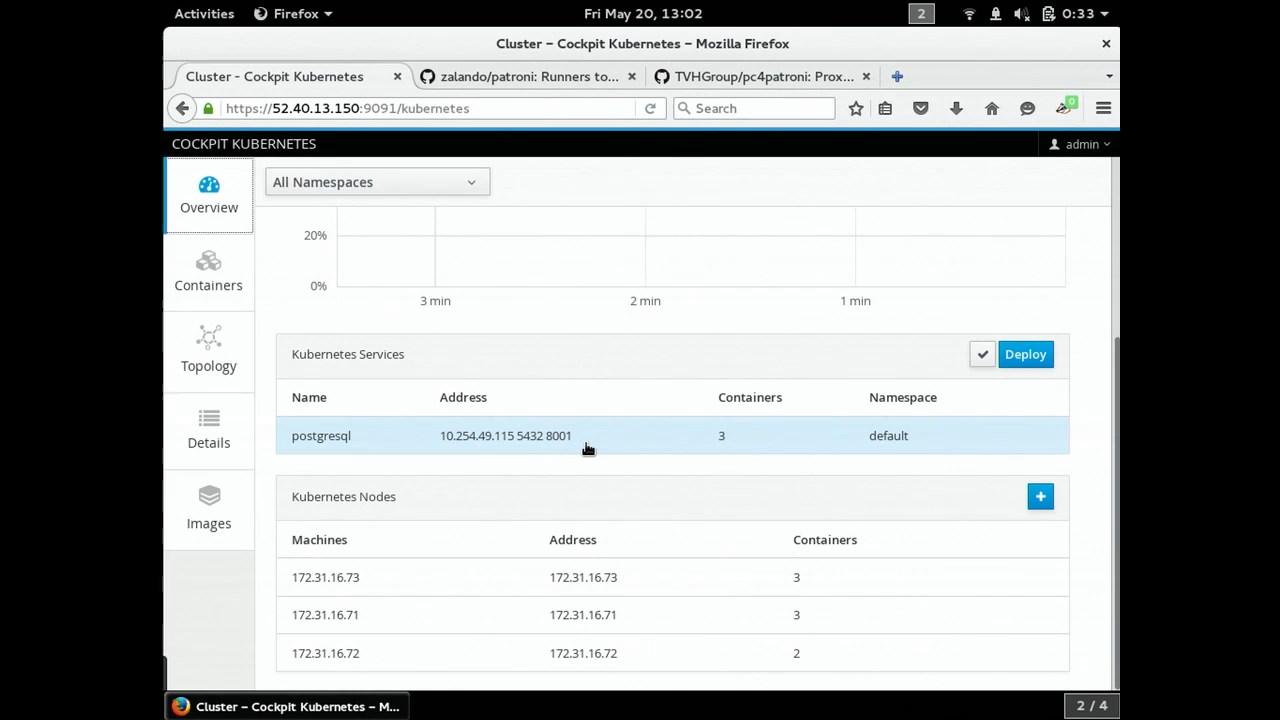 Activities Firefox Fri May 20, 13:02 2 0:33
Cluster – Cockpit Kubernetes – Mozilla Firefox
Cluster - Cockpit Kubernetes zalando/patroni: Runners to... TVHGroup/pc4patroni: Prox...
https://52.40.13.150:9091/kubernetes Search 0
COCKPIT KUBERNETES admin
All Namespaces
Overview
Containers
Topology
Details
Images
20%
0%
3 min 2 min 1 min
Kubernetes Services Deploy
Name Address Containers Namespace
postgresql 10.254.49.115 5432 8001 3 default
Kubernetes Nodes +
Machines Address Containers
172.31.16.73 172.31.16.73 3
172.31.16.71 172.31.16.71 3
172.31.16.72 172.31.16.72 2
Cluster – Cockpit Kubernetes – M... 2 / 4